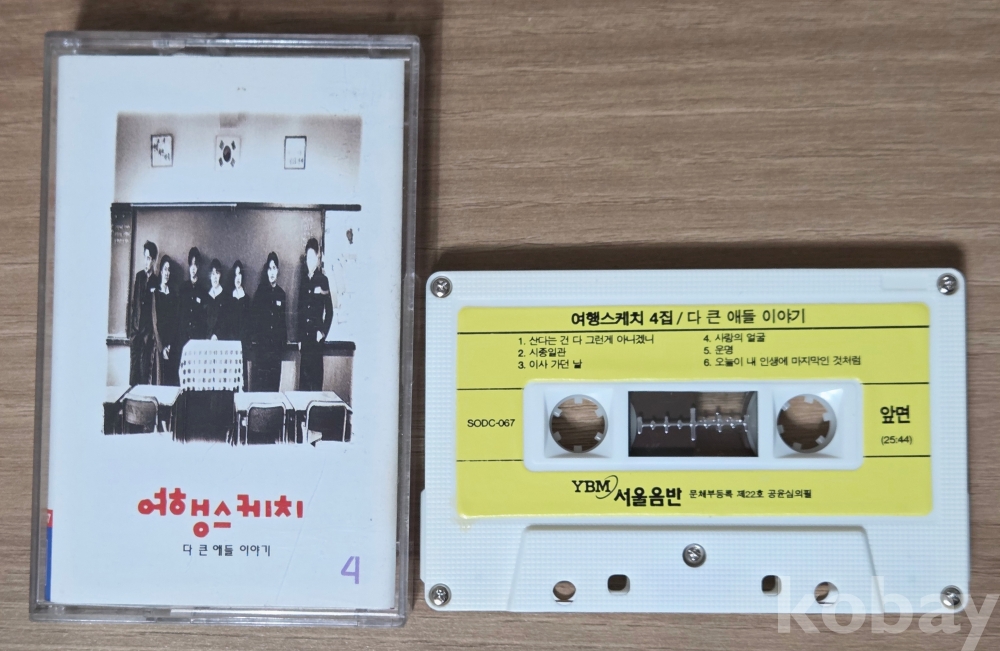 여행스케치
다 큰 애들 이야기
4
여행스케치 4집 / 다 큰 애들 이야기
1. 산다는 건 다 그런게 아니겠니
2. 시종일관
3. 이사 가던 날
4. 사랑의 얼굴
5. 운명
6. 오늘이 내 인생에 마지막인 것처럼
SODC-067
앞면
(25:44)
YBM 서울음반 문체부등록 제22호 공윤심의필
kobay